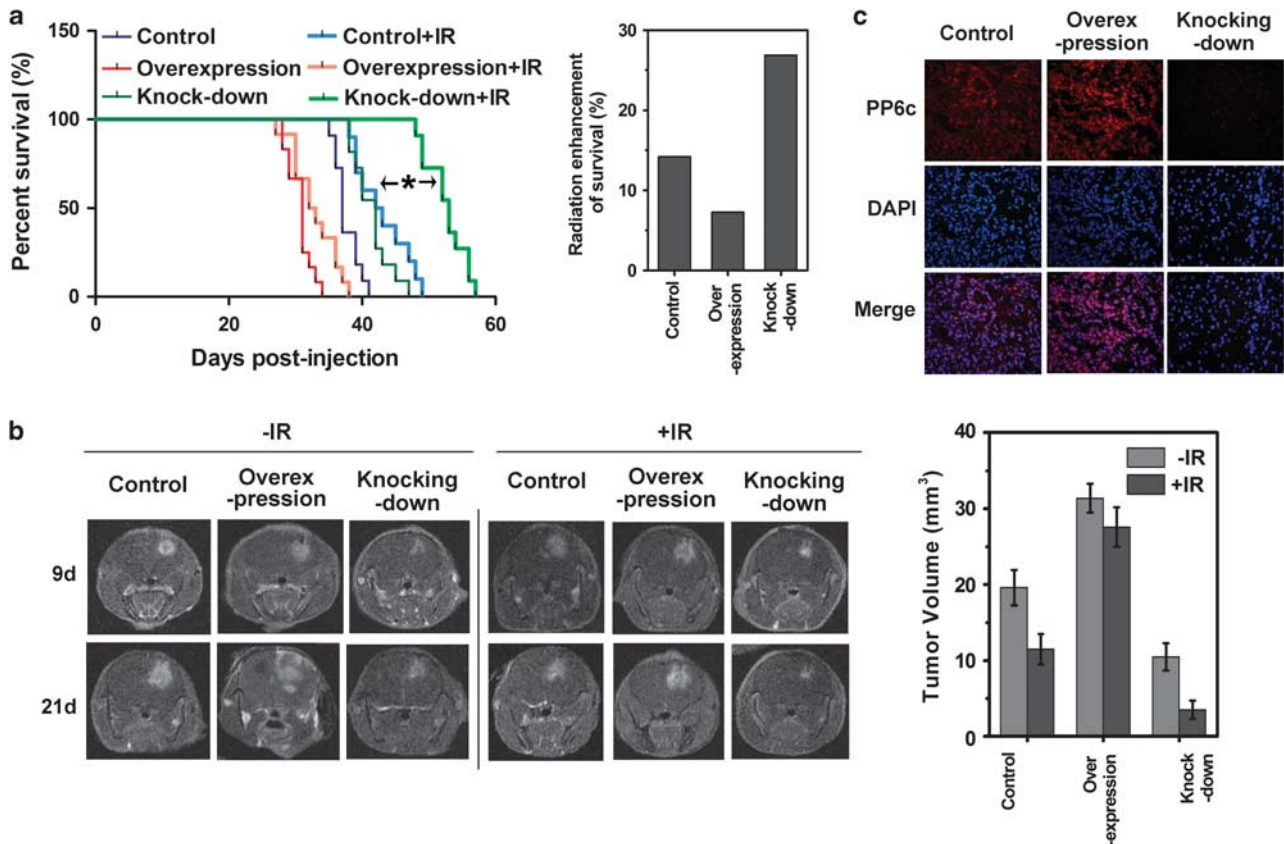 a
150
100
50
0
Percent survival (%)
0
20
40
60
Days post-injection
Control
Overexpression
Knock-down
Control+IR
Overexpression+IR
Knock-down+IR
*
30
20
10
0
Radiation enhancement
of survival (%)
Control
Over
-expression
Knock
-down
c
Control
Overex
-pression
Knocking
-down
PP6c
DAPI
Merge
b
-IR
+IR
Control
Overex
-pression
Knocking
-down
Control
Overex
-pression
Knocking
-down
9d
21d
40
30
20
10
0
Tumor Volume (mm³)
-IR
+IR
Control
Over
-expression
Knock
-down